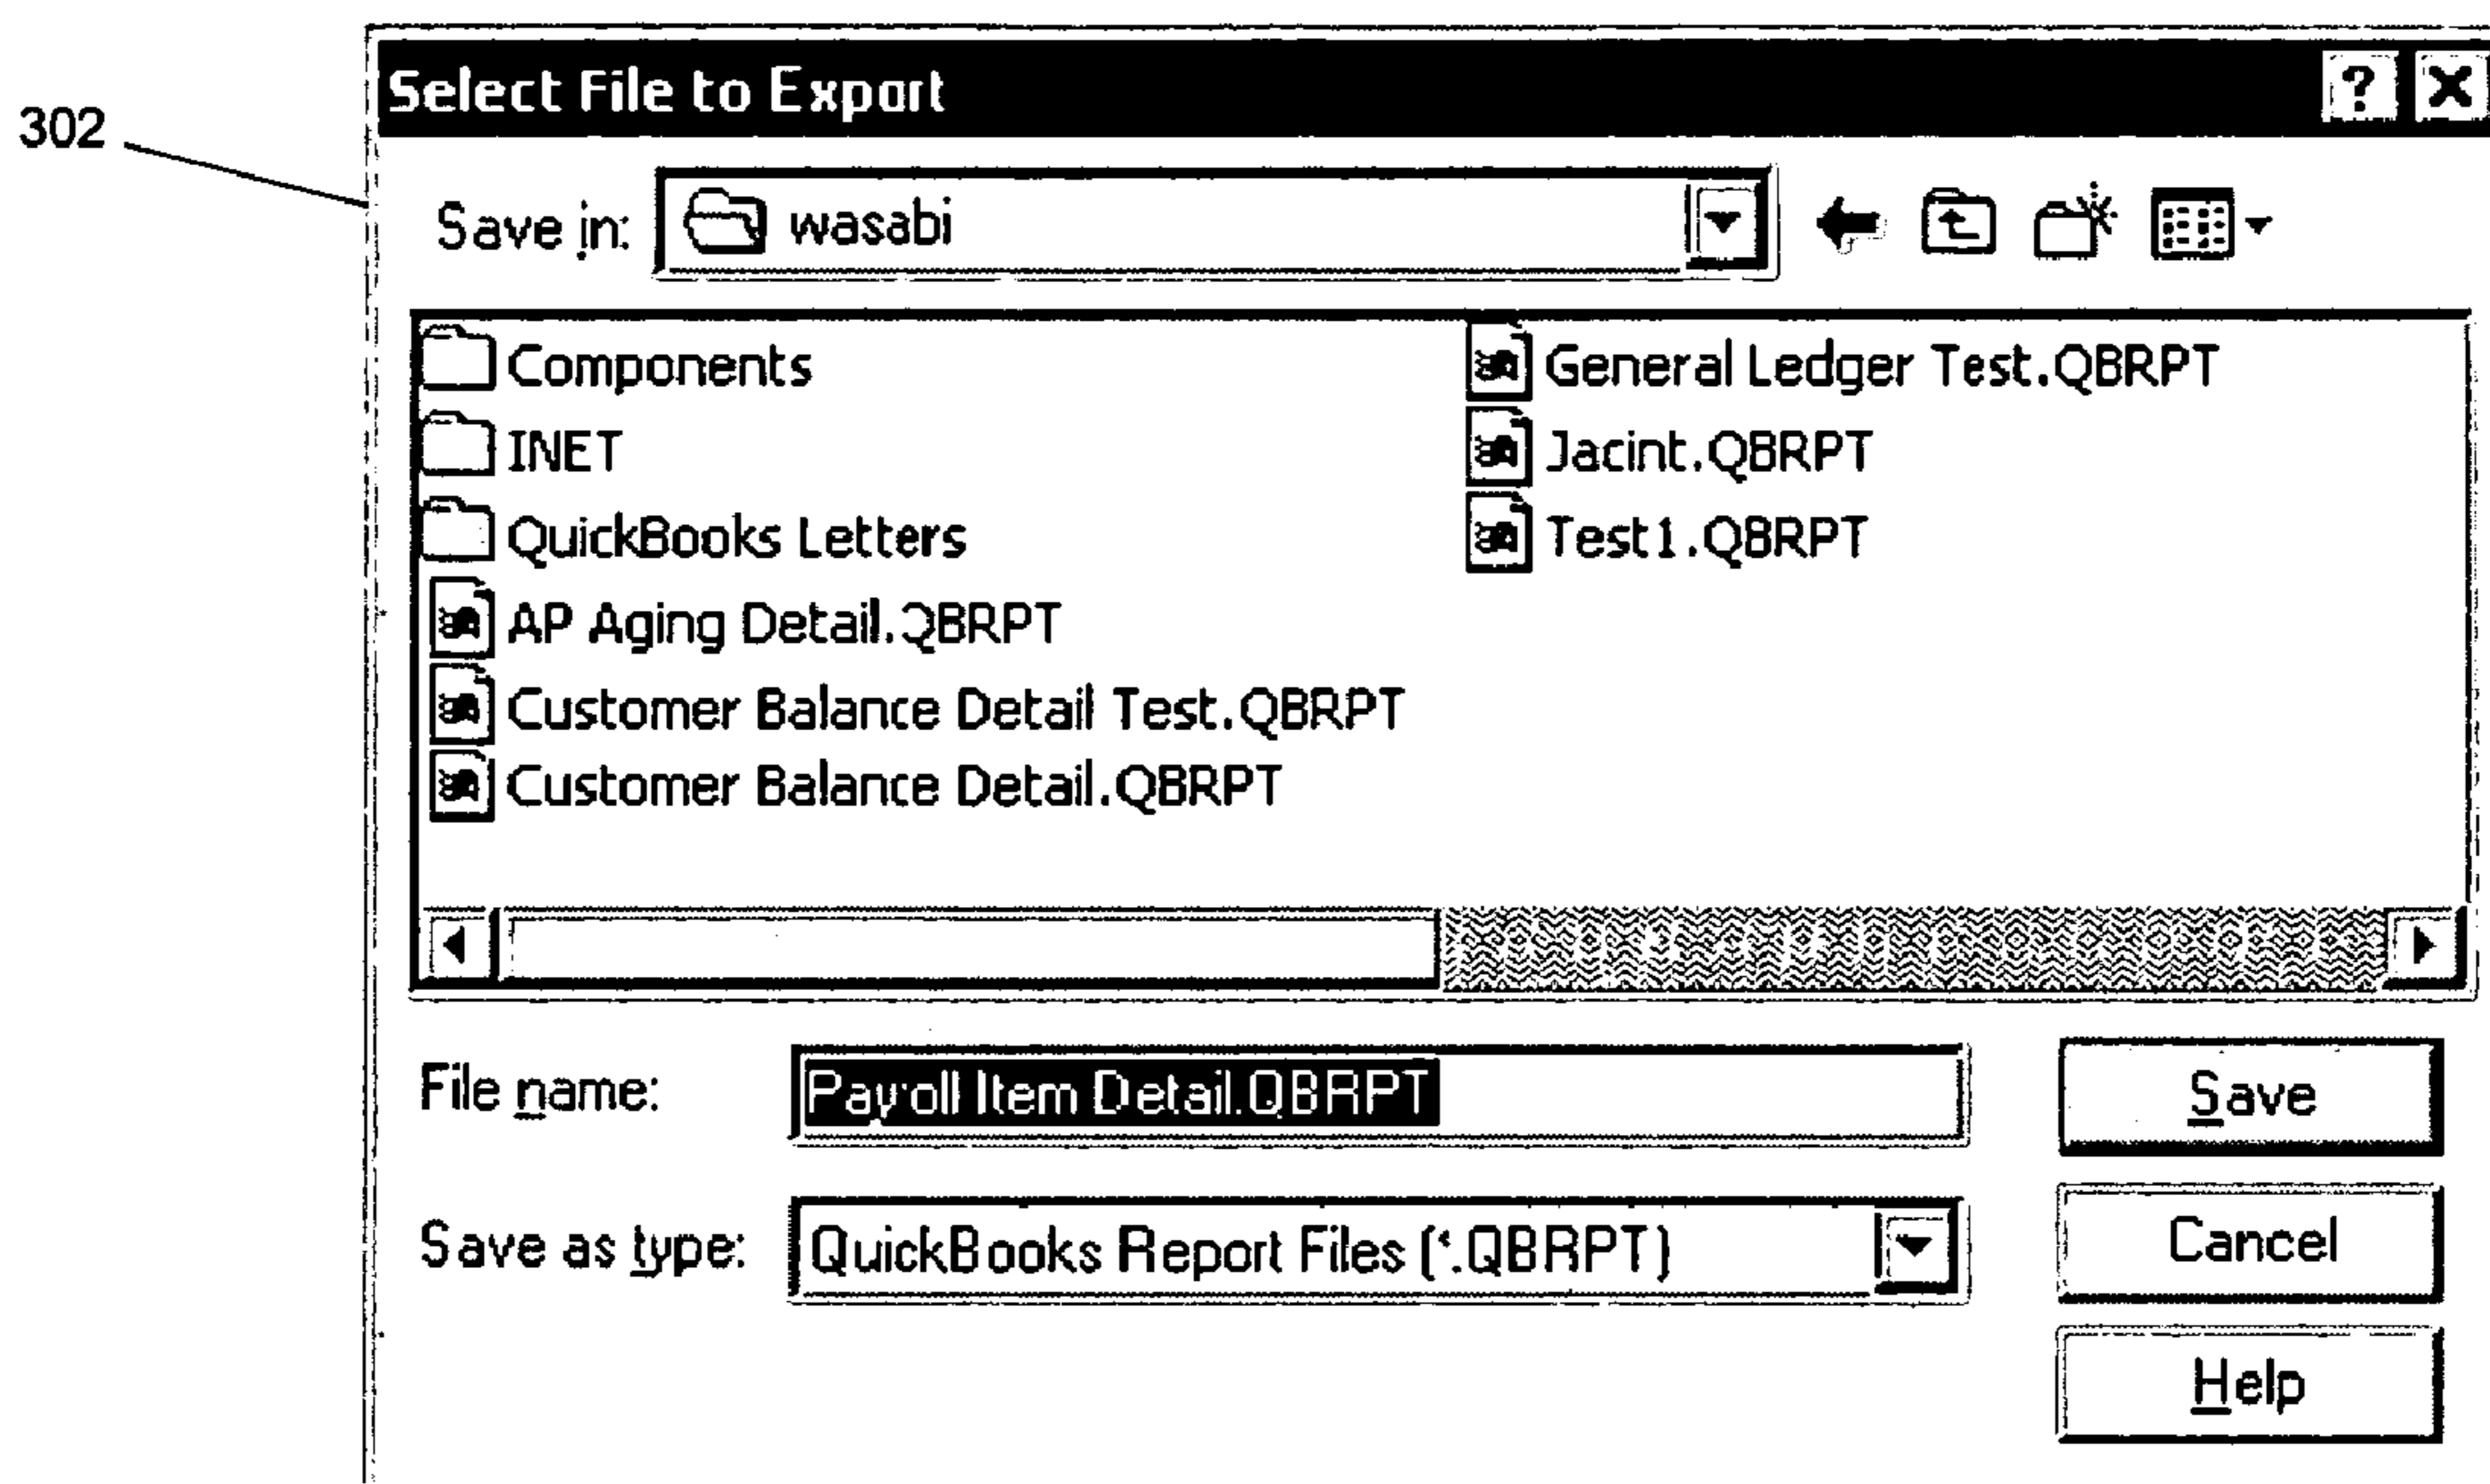 302
Select File to Export
Save in: wasabi
Components
INET
QuickBooks Letters
AP Aging Detail.QBRPT
Customer Balance Detail Test.QBRPT
Customer Balance Detail.QBRPT
General Ledger Test.QBRPT
Jacint.QBRPT
Test1.QBRPT
File name: Payroll Item Detail.QBRPT
Save
Save as type: QuickBooks Report Files (*.QBRPT)
Cancel
Help